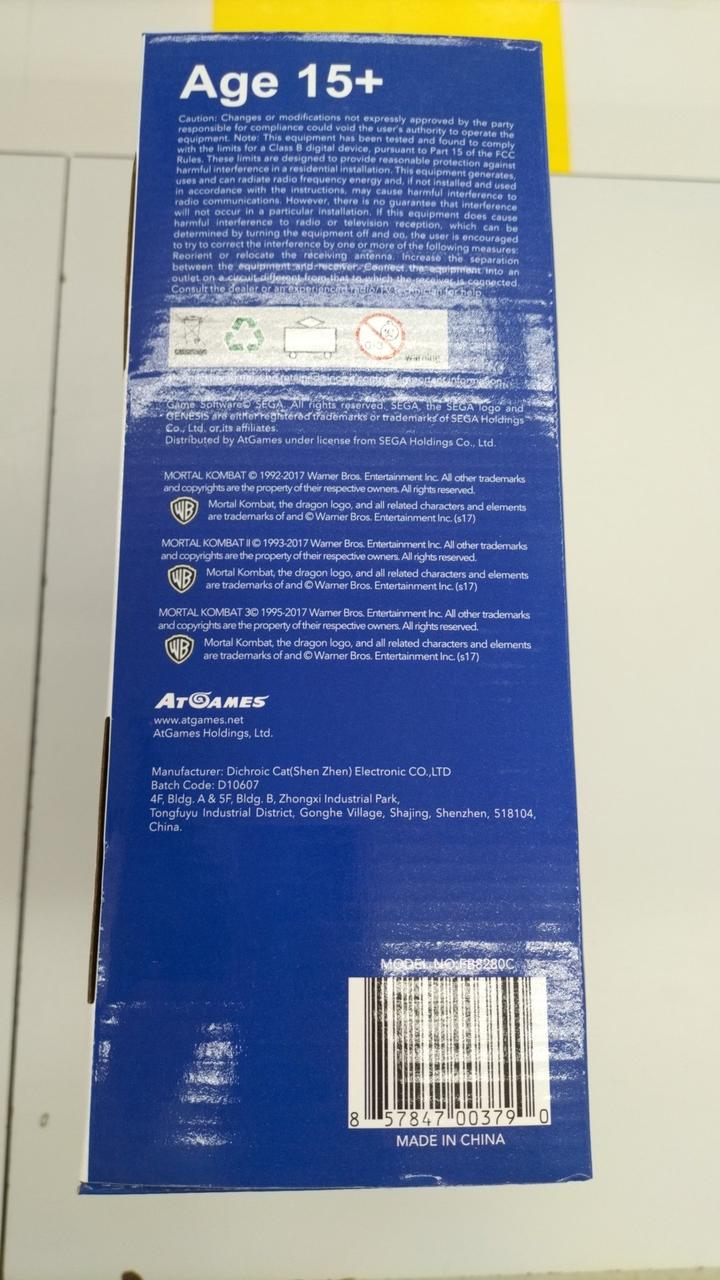 Age 15+
Caution: Changes or modifications not expressly approved by the party
responsible for compliance could void the user's authority to operate the
equipment. Note: This equipment has been tested and found to comply
with the limits for a Class B digital device, pursuant to Part 15 of the FCC
Rules. These limits are designed to provide reasonable protection against
harmful interference in a residential installation. This equipment generates,
uses and can radiate radio frequency energy and, if not installed and used
in accordance with the instructions, may cause harmful interference to
radio communications. However, there is no guarantee that interference
will not occur in a particular installation. If this equipment does cause
harmful interference to radio or television reception, which can be
determined by turning the equipment off and on, the user is encouraged
to try to correct the interference by one or more of the following measures:
Reorient or relocate the receiving antenna. Increase the separation
between the equipment and receiver. Connect the equipment into an
outlet on a circuit different from that to which the receiver is connected.
Consult the dealer or an experienced radio/TV technician for help.
0-3
Warning
information.
Game Software© SEGA. All rights reserved. SEGA, the SEGA logo and
GENESIS are either registered trademarks or trademarks of SEGA Holdings
Co., Ltd. or its affiliates.
Distributed by AtGames under license from SEGA Holdings Co., Ltd.
MORTAL KOMBAT © 1992-2017 Warner Bros. Entertainment Inc. All other trademarks
and copyrights are the property of their respective owners. All rights reserved.
WB
Mortal Kombat, the dragon logo, and all related characters and elements
are trademarks of and © Warner Bros. Entertainment Inc. (s17)
MORTAL KOMBAT II © 1993-2017 Warner Bros. Entertainment Inc. All other trademarks
and copyrights are the property of their respective owners. All rights reserved.
WB
Mortal Kombat, the dragon logo, and all related characters and elements
are trademarks of and © Warner Bros. Entertainment Inc. (s17)
MORTAL KOMBAT 3© 1995-2017 Warner Bros. Entertainment Inc. All other trademarks
and copyrights are the property of their respective owners. All rights reserved.
WB
Mortal Kombat, the dragon logo, and all related characters and elements
are trademarks of and © Warner Bros. Entertainment Inc. (s17)
ATGAMES
www.atgames.net
AtGames Holdings, Ltd.
Manufacturer: Dichroic Cat(Shen Zhen) Electronic CO.,LTD
Batch Code: D10607
4F, Bldg. A & 5F, Bldg. B, Zhongxi Industrial Park,
Tongfuyu Industrial District, Gonghe Village, Shajing, Shenzhen, 518104,
China.
MODEL NO:FB8280C
8 57847 00379 0
MADE IN CHINA